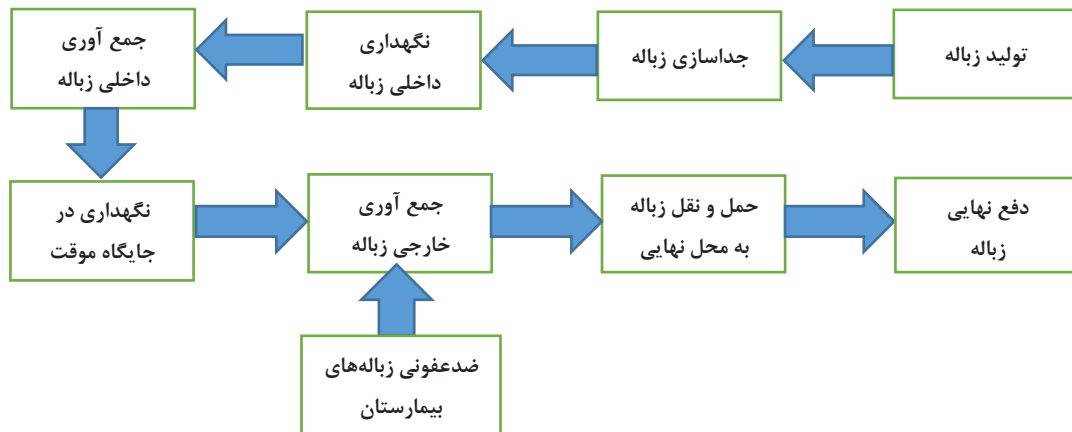 تولید زباله
جداسازی زباله
نگهداری
داخلی زباله
جمع آوری
داخلی زباله
نگهداری در
جایگاه موقت
جمع آوری
خارجی زباله
حمل و نقل زباله
به محل نهایی
دفع نهایی
زباله
ضدعفونی زباله‌های
بیمارستان